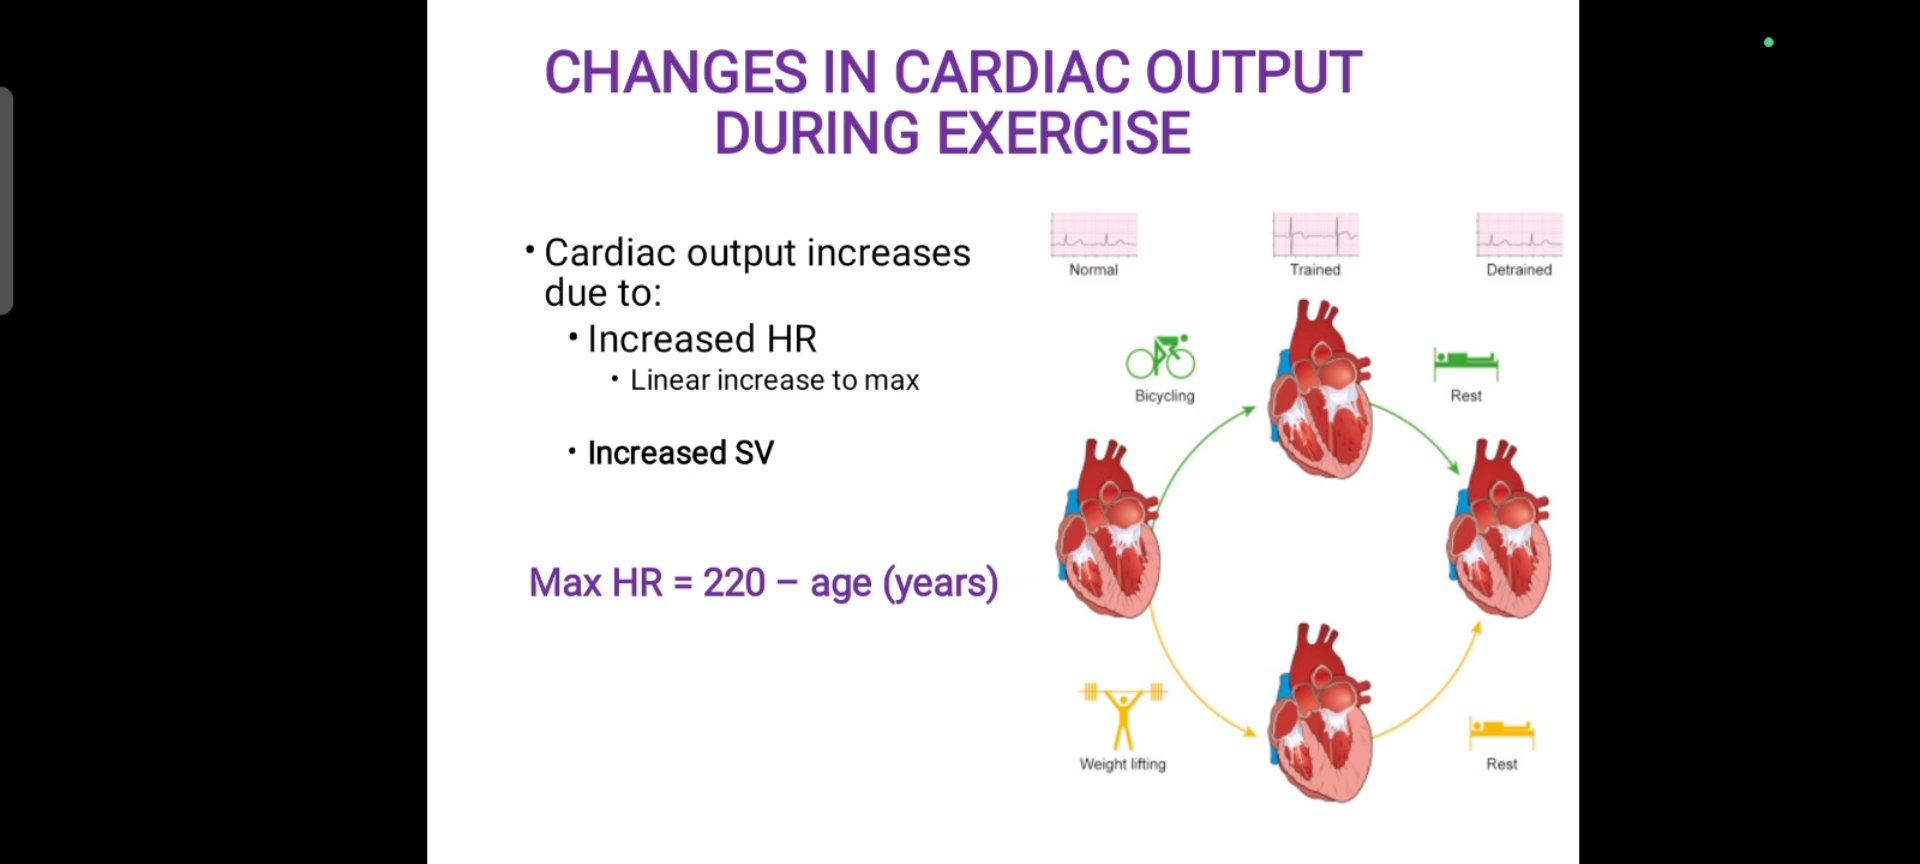 CHANGES IN CARDIAC OUTPUT
DURING EXERCISE
• Cardiac output increases
due to:
• Increased HR
• Linear increase to max
• Increased SV
Max HR = 220 – age (years)
Normal
Trained
Detrained
Bicycling
Rest
Weight lifting
Rest